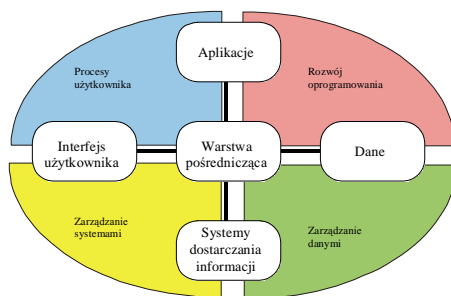 Aplikacje
Procesy
użytkownika
Rozwój
oprogramowania
Interfejs
użytkownika
Warstwa
pośrednicząca
Dane
Zarządzanie
systemami
Systemy
dostarczania
informacji
Zarządzanie
danymi